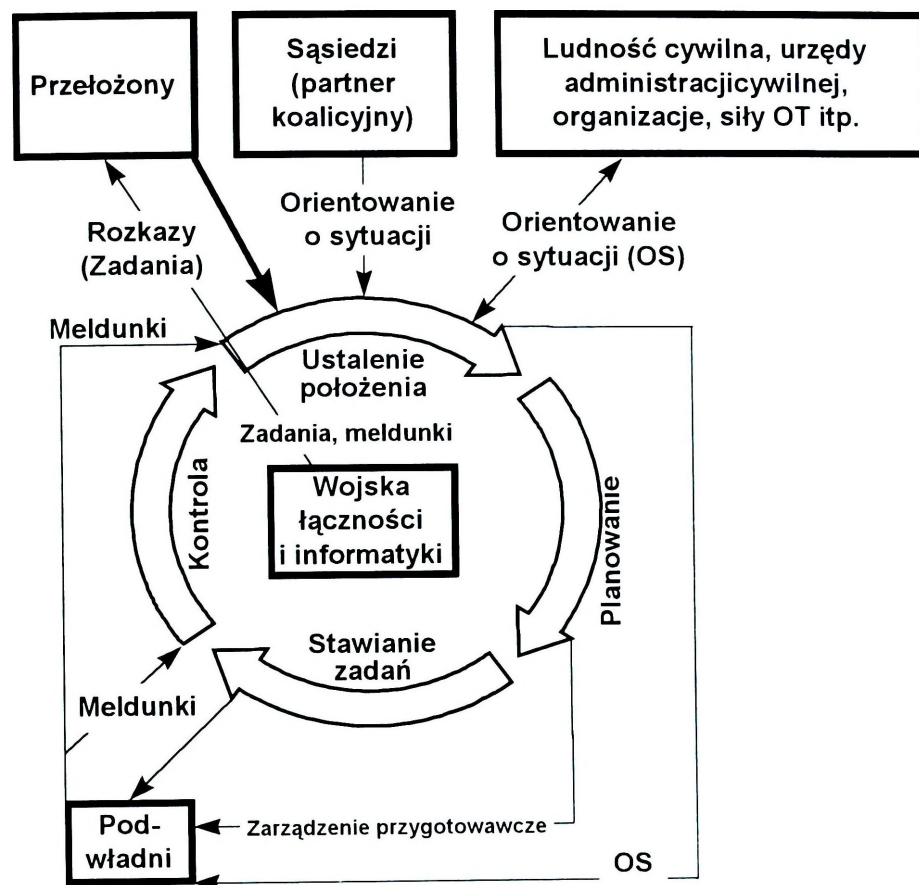 Przełożony
Sąsiedzi
(partner
koalicyjny)
Ludność cywilna, urzędy
administracjicywilnej,
organizacje, siły OT itp.
Rozkazy
(Zadania)
Orientowanie
o sytuacji
Orientowanie
o sytuacji (OS)
Meldunki
Ustalenie
położenia
Zadania, meldunki
Wojska
łączności
i informatyki
Kontrola
Planowanie
Stawianie
zadań
Meldunki
Pod-
władni
Zarządzenie przygotowawcze
OS